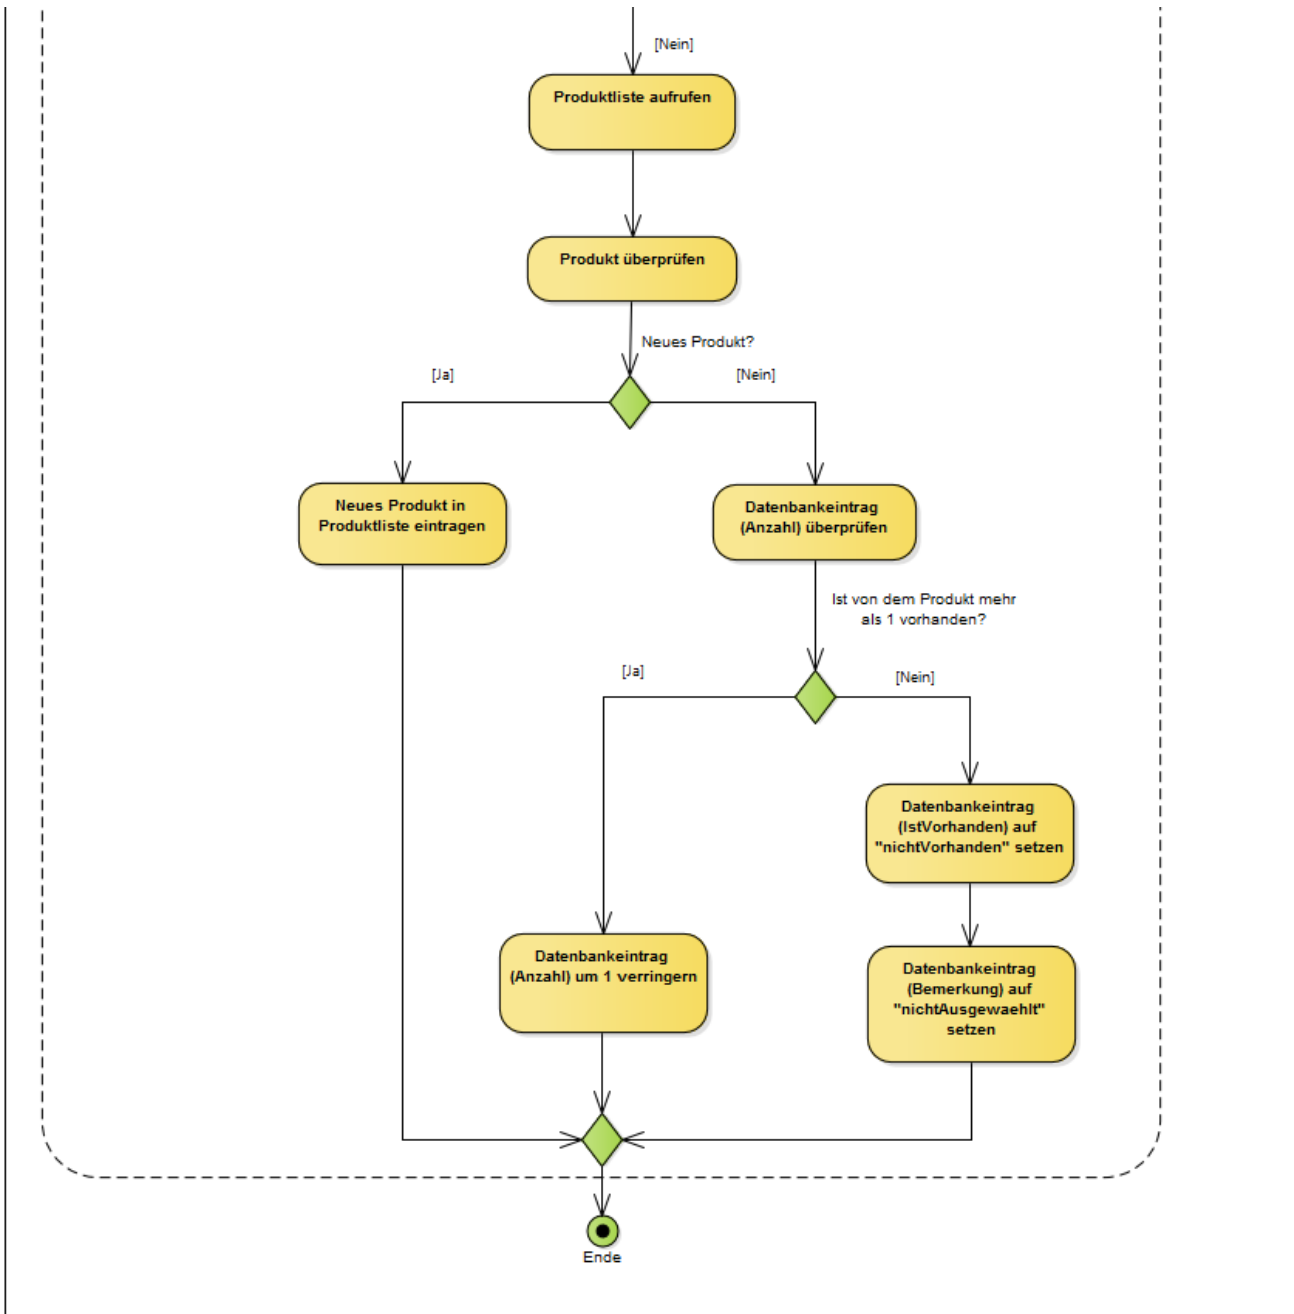 [Nein]
Produktliste aufrufen
Produkt überprüfen
Neues Produkt?
[Ja]
[Nein]
Neues Produkt in
Produktliste eintragen
Datenbankeintrag
(Anzahl) überprüfen
Ist von dem Produkt mehr
als 1 vorhanden?
[Ja]
[Nein]
Datenbankeintrag
(IstVorhanden) auf
"nichtVorhanden" setzen
Datenbankeintrag
(Anzahl) um 1 verringern
Datenbankeintrag
(Bemerkung) auf
"nichtAusgewaehlt"
setzen
Ende